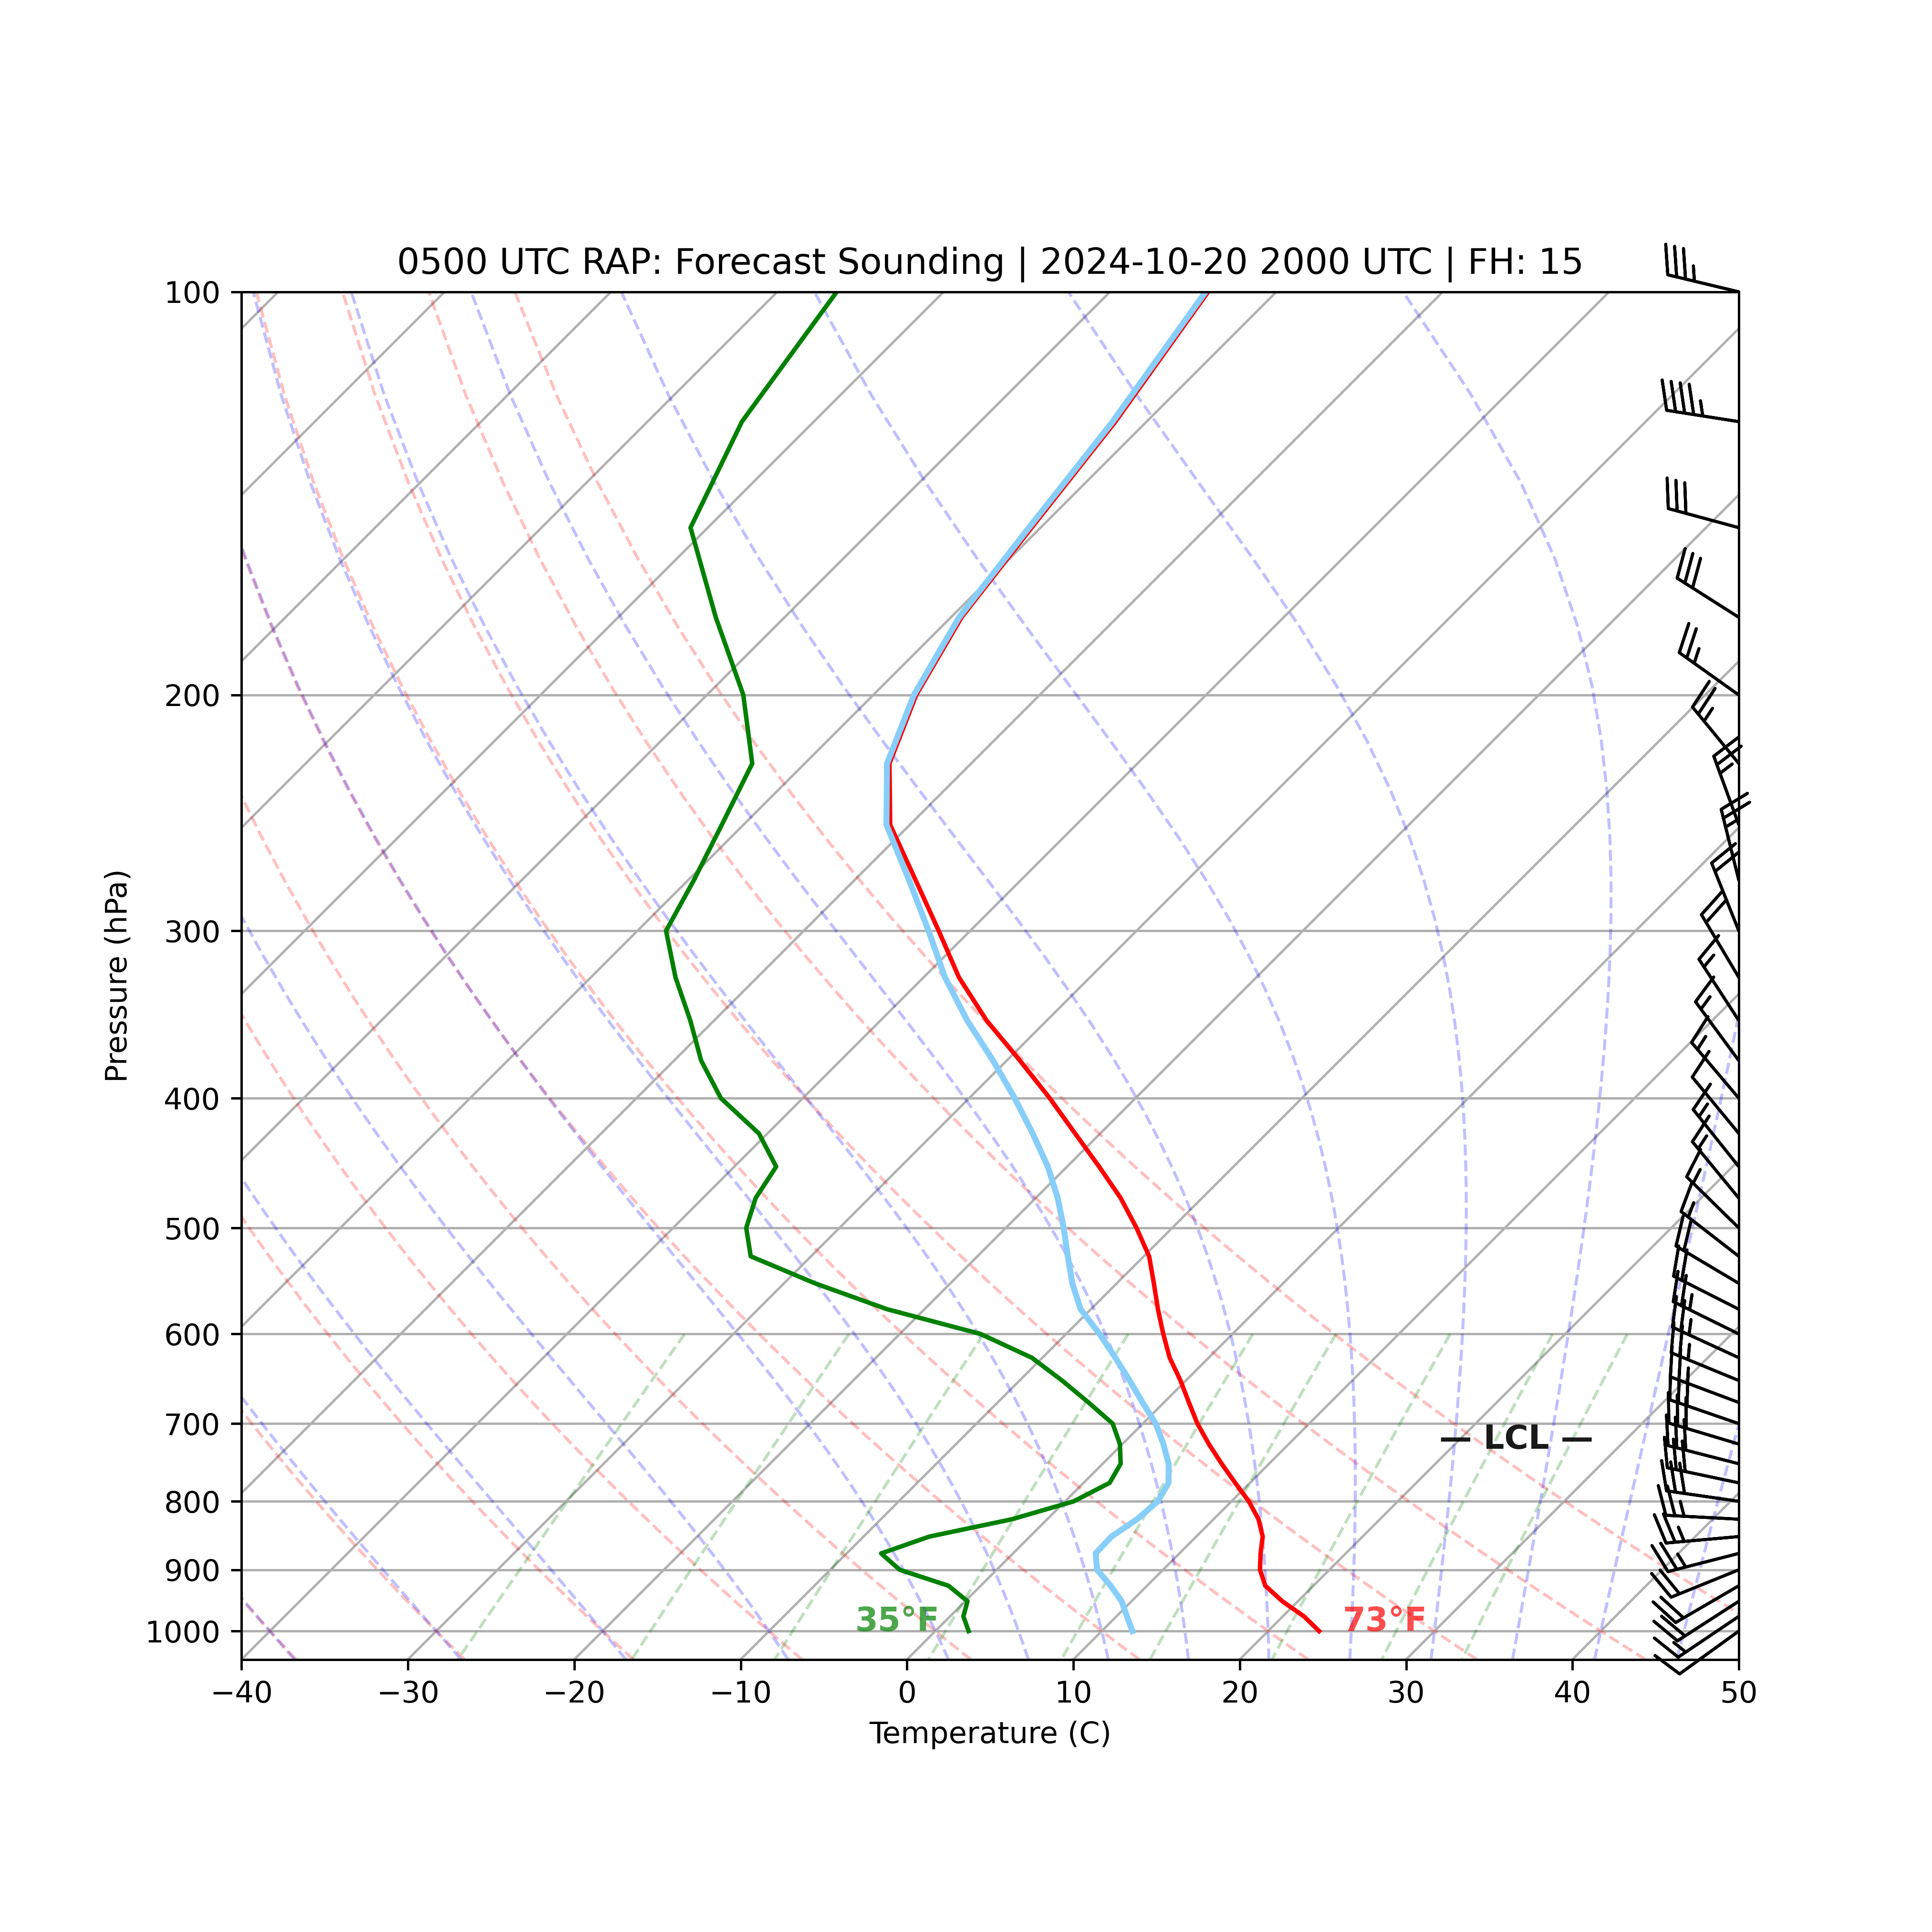 0500 UTC RAP: Forecast Sounding | 2024-10-20 2000 UTC | FH: 15
100
200
300
400
500
600
700
800
900
1000
Pressure (hPa)
— LCL —
35°F
73°F
−40 −30 −20 −10 0 10 20 30 40 50
Temperature (C)